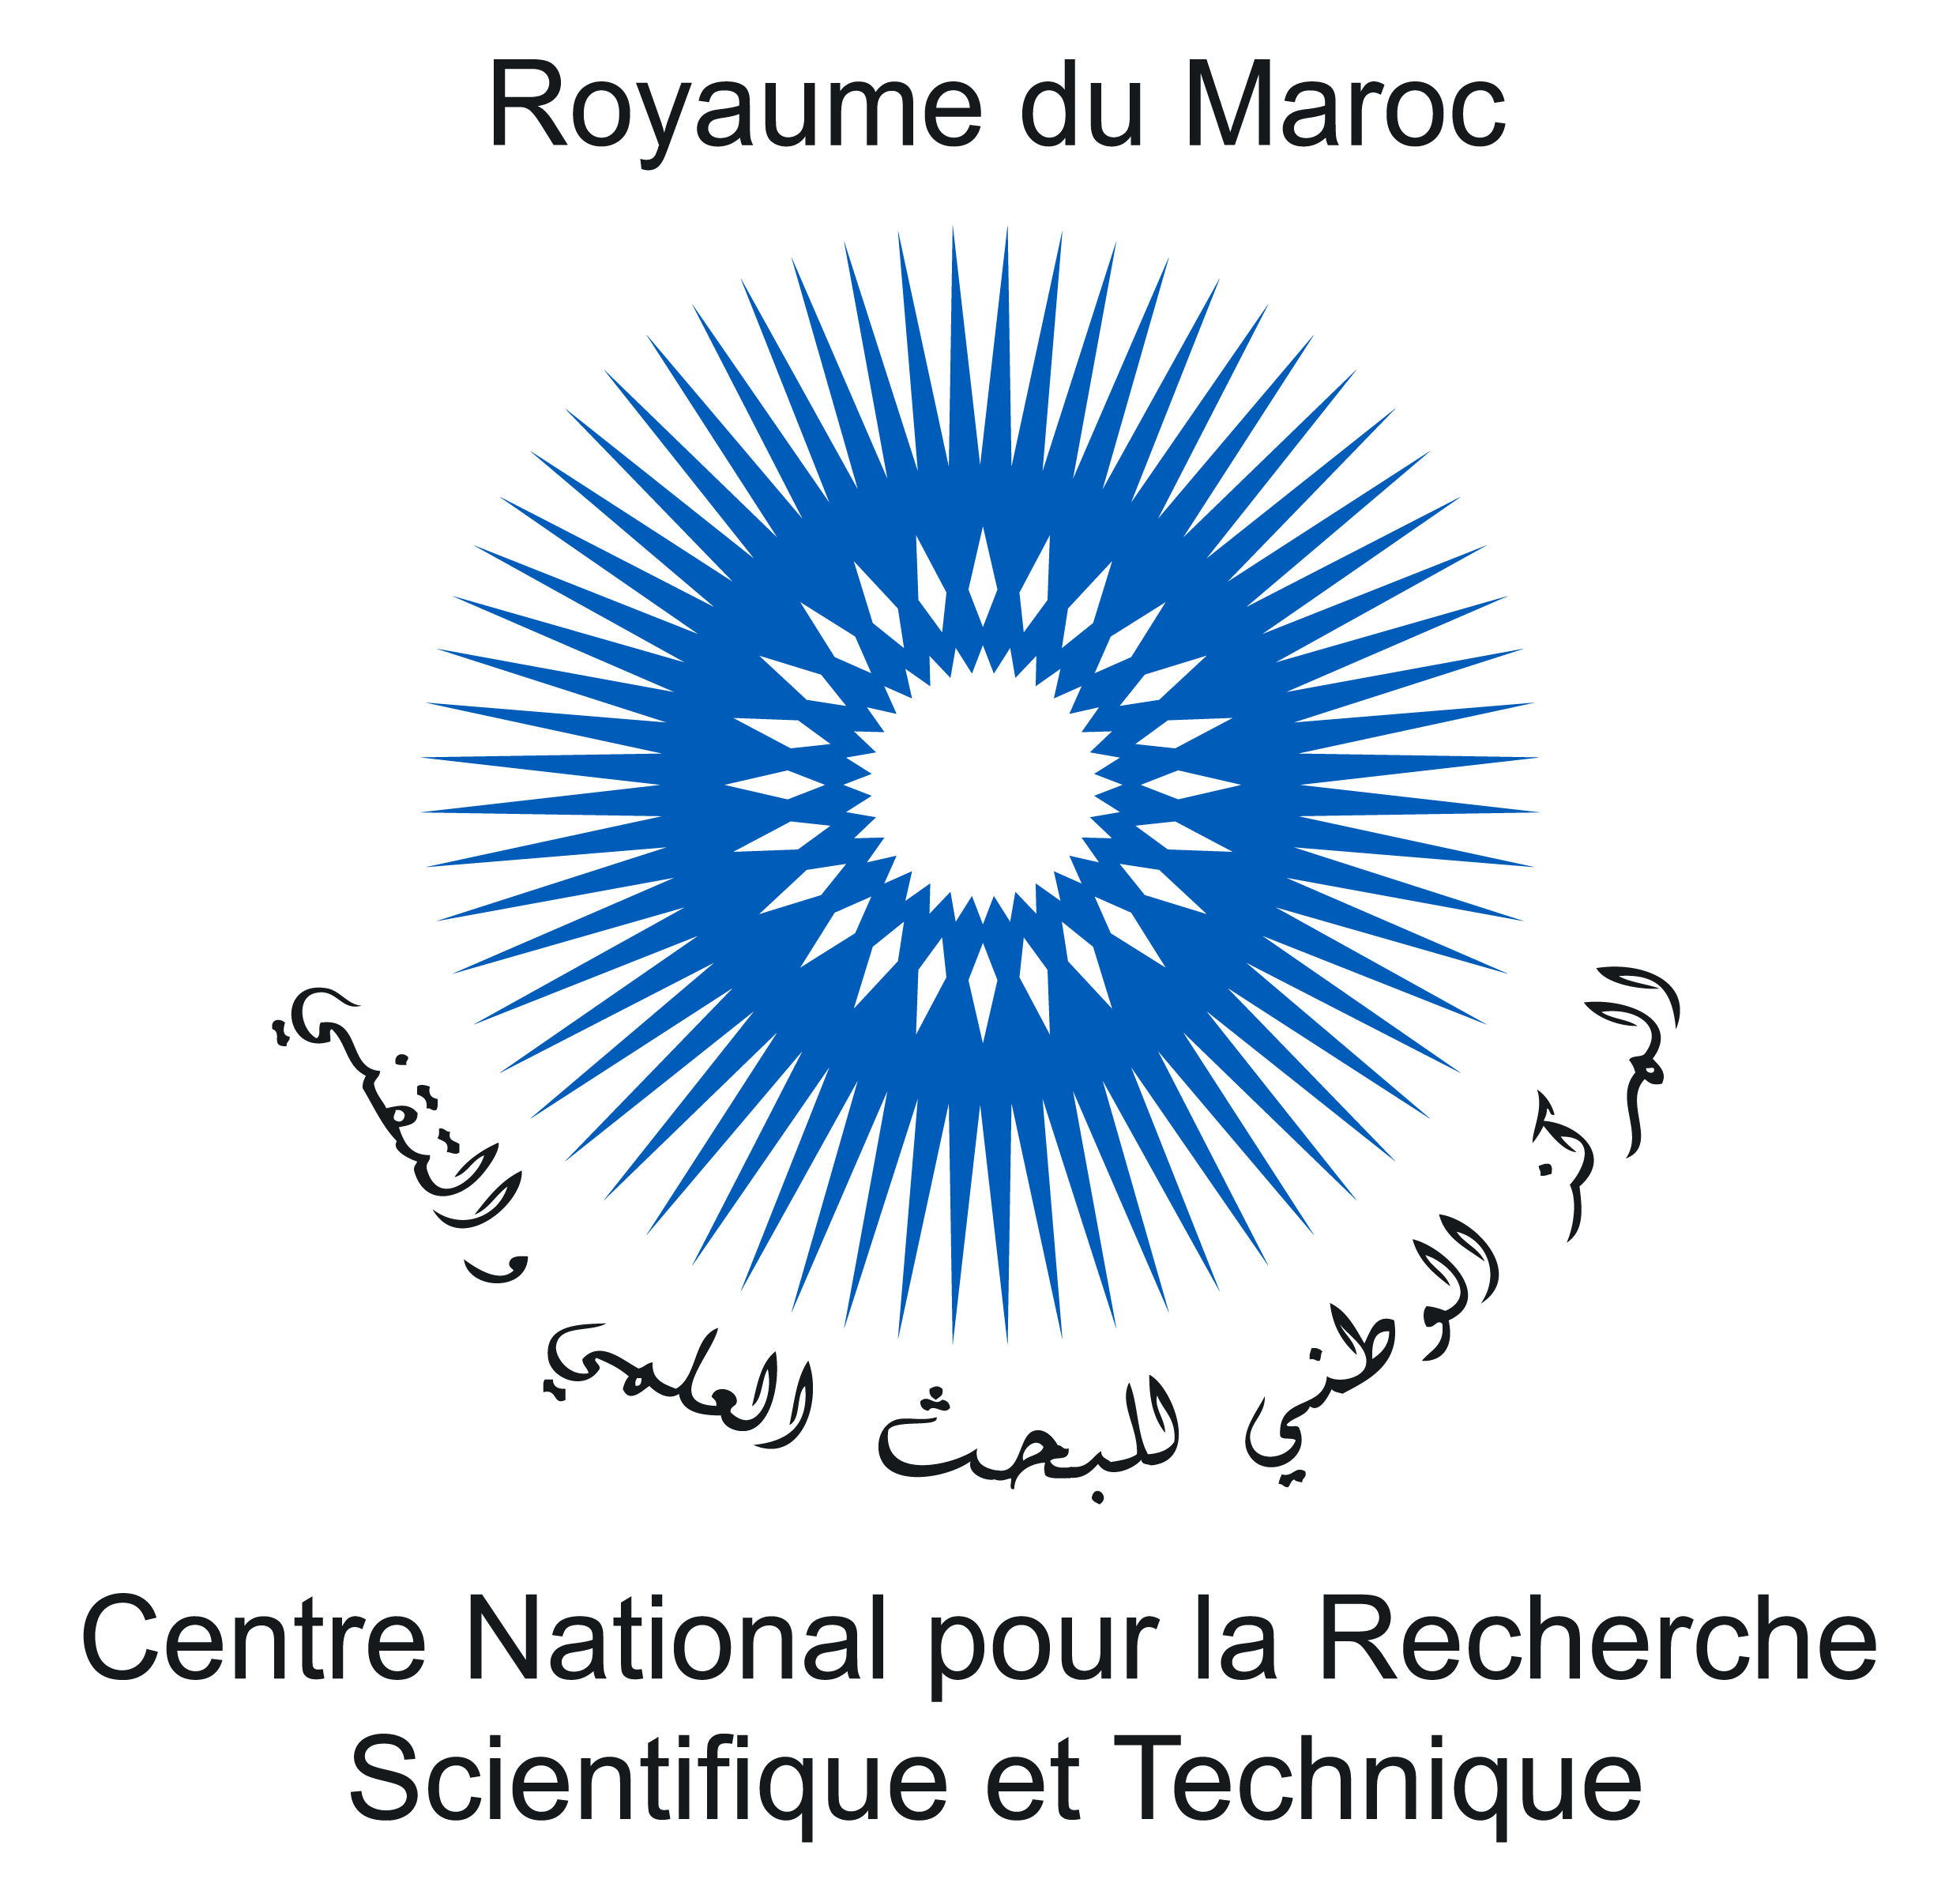 Royaume du Maroc
المركز الوطني للبحث العلمي والتقني
Centre National pour la Recherche
Scientifique et Technique